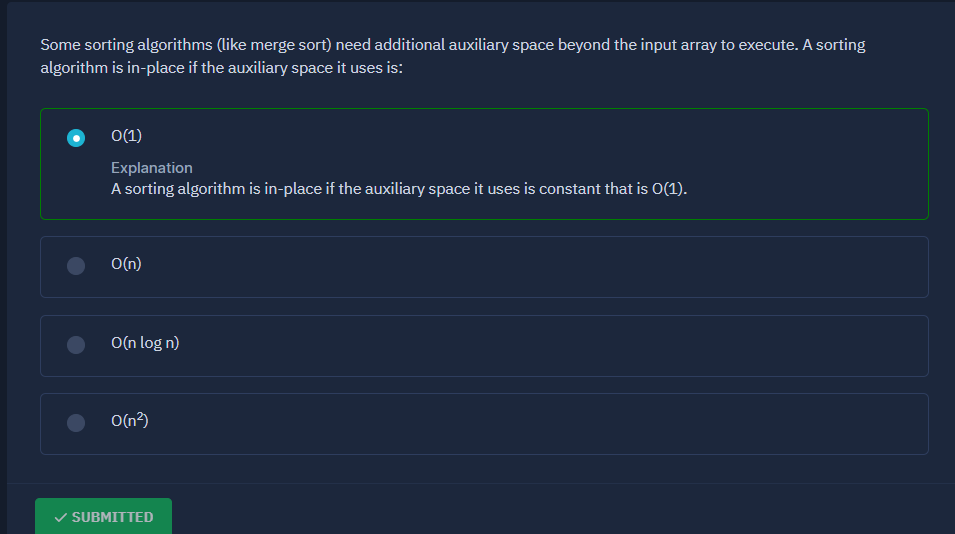 Some sorting algorithms (like merge sort) need additional auxiliary space beyond the input array to execute. A sorting
algorithm is in-place if the auxiliary space it uses is:
O(1)
Explanation
A sorting algorithm is in-place if the auxiliary space it uses is constant that is O(1).
O(n)
O(n log n)
O(n²)
✓ SUBMITTED